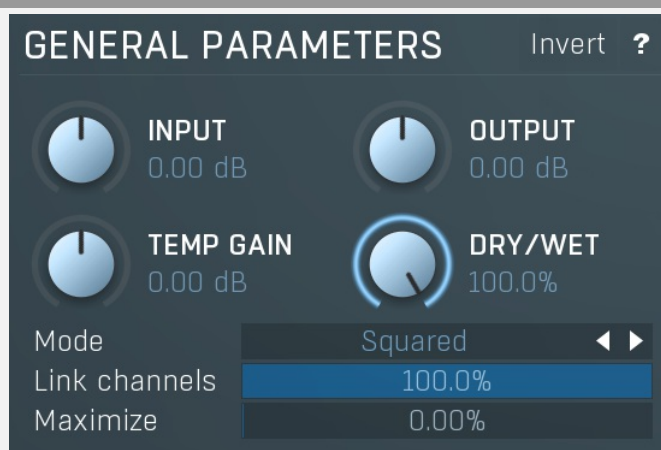 GENERAL PARAMETERS Invert ?
INPUT
0.00 dB
OUTPUT
0.00 dB
TEMP GAIN
0.00 dB
DRY/WET
100.0%
Mode Squared
Link channels 100.0%
Maximize 0.00%